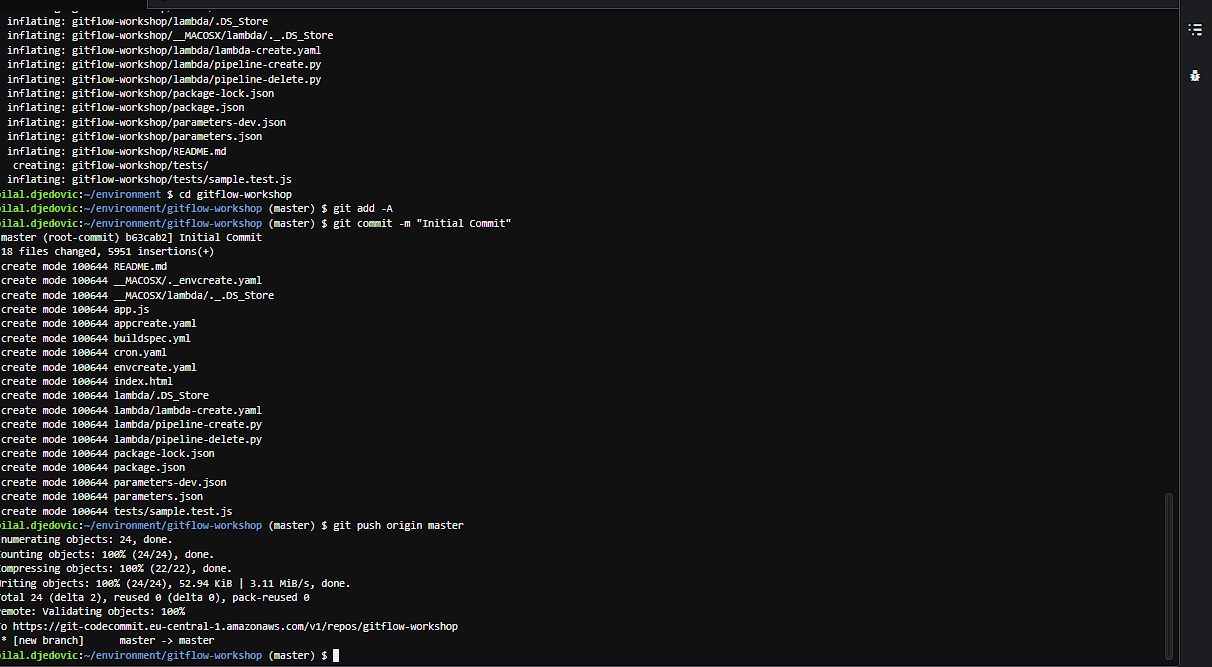 inflating: gitflow-workshop/lambda/.DS_Store
inflating: gitflow-workshop/__MACOSX/lambda/._.DS_Store
inflating: gitflow-workshop/lambda/lambda-create.yaml
inflating: gitflow-workshop/lambda/pipeline-create.py
inflating: gitflow-workshop/lambda/pipeline-delete.py
inflating: gitflow-workshop/package-lock.json
inflating: gitflow-workshop/package.json
inflating: gitflow-workshop/parameters-dev.json
inflating: gitflow-workshop/parameters.json
inflating: gitflow-workshop/README.md
creating: gitflow-workshop/tests/
inflating: gitflow-workshop/tests/sample.test.js
ilal.djedovic:~/environment $ cd gitflow-workshop
ilal.djedovic:~/environment/gitflow-workshop (master) $ git add -A
ilal.djedovic:~/environment/gitflow-workshop (master) $ git commit -m "Initial Commit"
master (root-commit) b63cab2] Initial Commit
18 files changed, 5951 insertions(+)
create mode 100644 README.md
create mode 100644 __MACOSX/._envcreate.yaml
create mode 100644 __MACOSX/lambda/._.DS_Store
create mode 100644 app.js
create mode 100644 appcreate.yaml
create mode 100644 buildspec.yml
create mode 100644 cron.yaml
create mode 100644 envcreate.yaml
create mode 100644 index.html
create mode 100644 lambda/.DS_Store
create mode 100644 lambda/lambda-create.yaml
create mode 100644 lambda/pipeline-create.py
create mode 100644 lambda/pipeline-delete.py
create mode 100644 package-lock.json
create mode 100644 package.json
create mode 100644 parameters-dev.json
create mode 100644 parameters.json
create mode 100644 tests/sample.test.js
ilal.djedovic:~/environment/gitflow-workshop (master) $ git push origin master
numerating objects: 24, done.
ounting objects: 100% (24/24), done.
ompressing objects: 100% (22/22), done.
riting objects: 100% (24/24), 52.94 KiB | 3.11 MiB/s, done.
otal 24 (delta 2), reused 0 (delta 0), pack-reused 0
emote: Validating objects: 100%
o https://git-codecommit.eu-central-1.amazonaws.com/v1/repos/gitflow-workshop
* [new branch] master -> master
ilal.djedovic:~/environment/gitflow-workshop (master) $